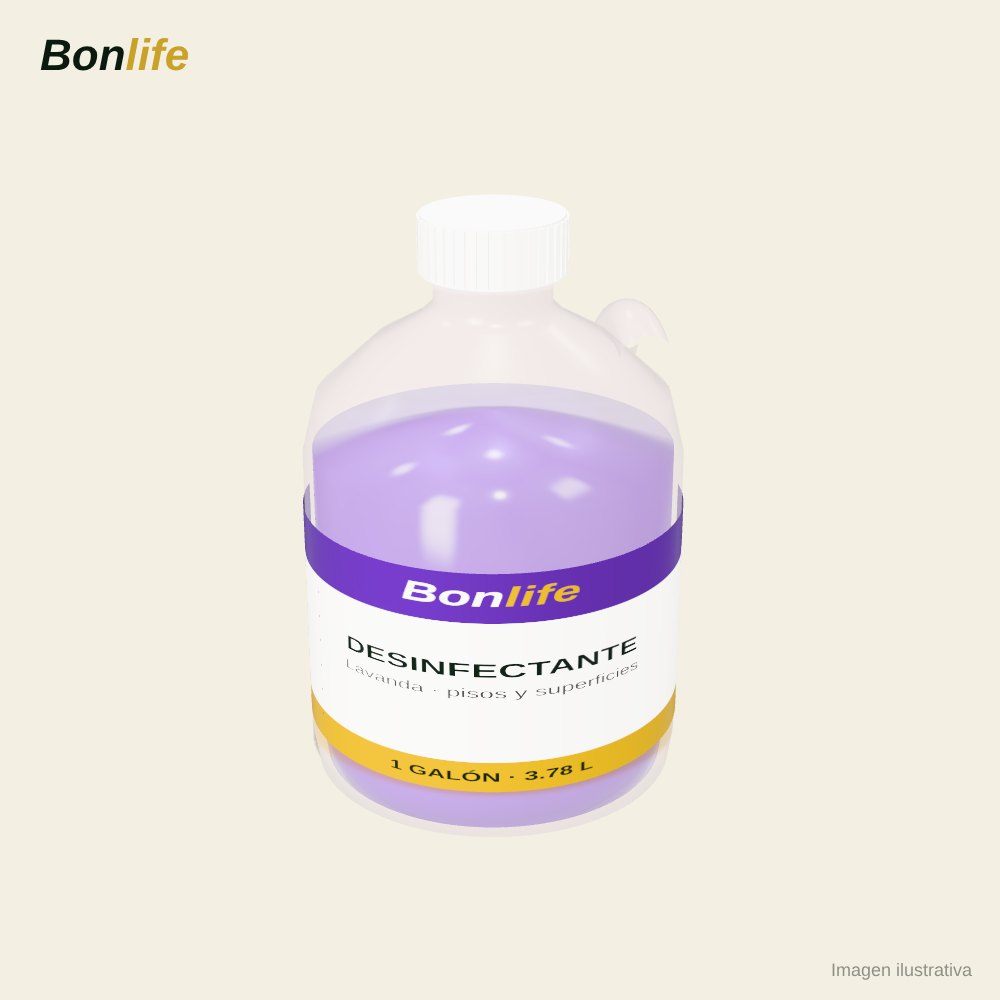 Bonlife
Bonlife
DESINFECTANTE
Lavanda · pisos y superficies
1 GALÓN · 3.78 L
Imagen ilustrativa